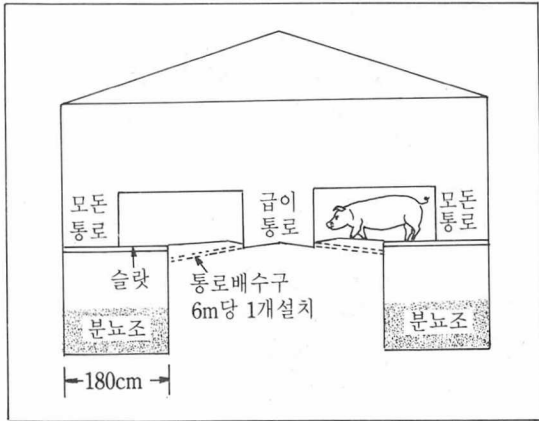 모돈
통로
급이
통로
모돈
통로
슬랏
통로배수구
6m당 1개설치
분뇨조
분뇨조
180cm